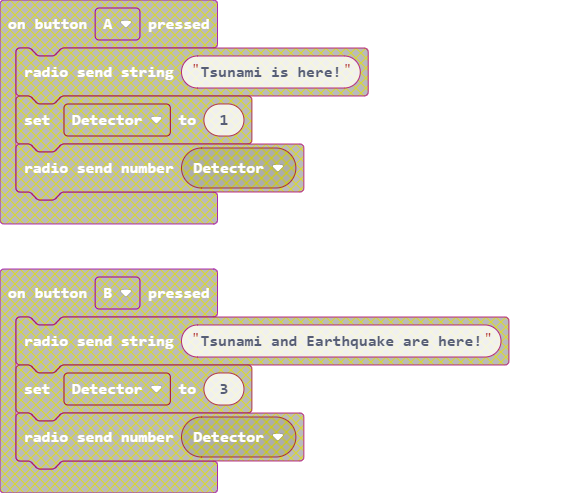 on button A pressed
radio send string "Tsunami is here!"
set Detector to 1
radio send number Detector
on button B pressed
radio send string "Tsunami and Earthquake are here!"
set Detector to 3
radio send number Detector